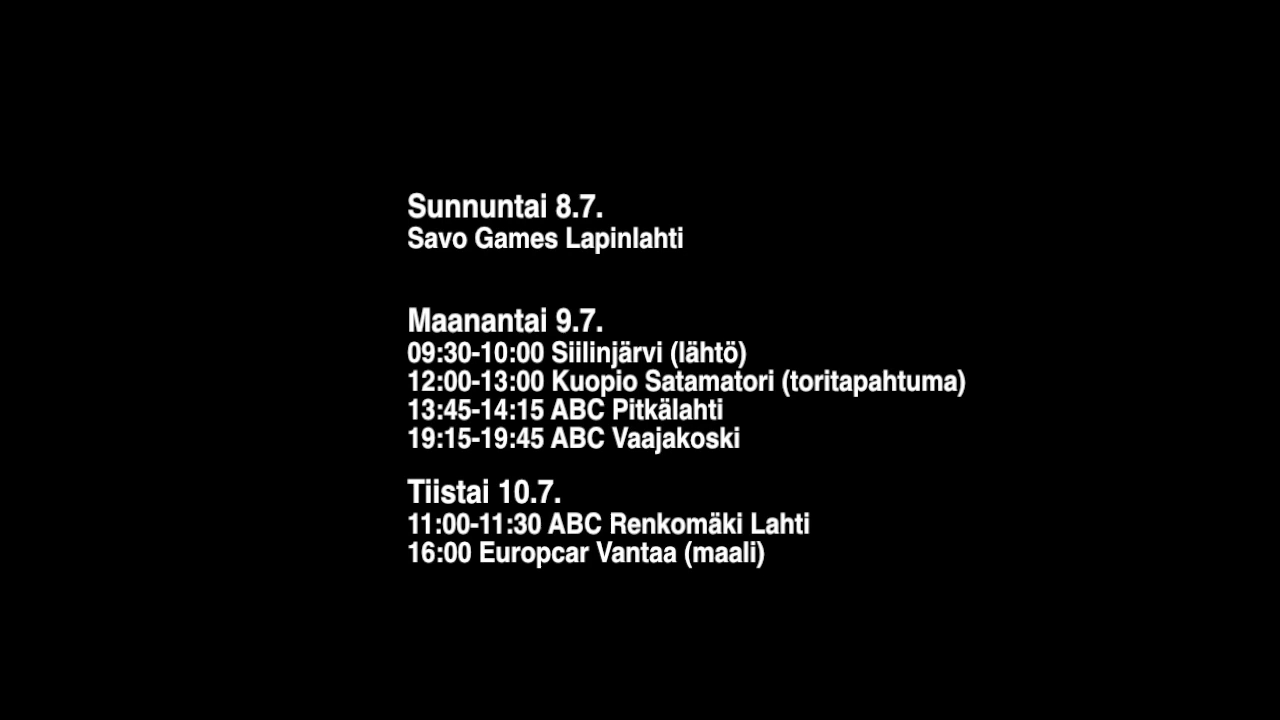 Sunnuntai 8.7.
Savo Games Lapinlahti
Maanantai 9.7.
09:30-10:00 Siilinjärvi (lähtö)
12:00-13:00 Kuopio Satamatori (toritapahtuma)
13:45-14:15 ABC Pitkälahti
19:15-19:45 ABC Vaajakoski
Tiistai 10.7.
11:00-11:30 ABC Renkomäki Lahti
16:00 Europcar Vantaa (maali)